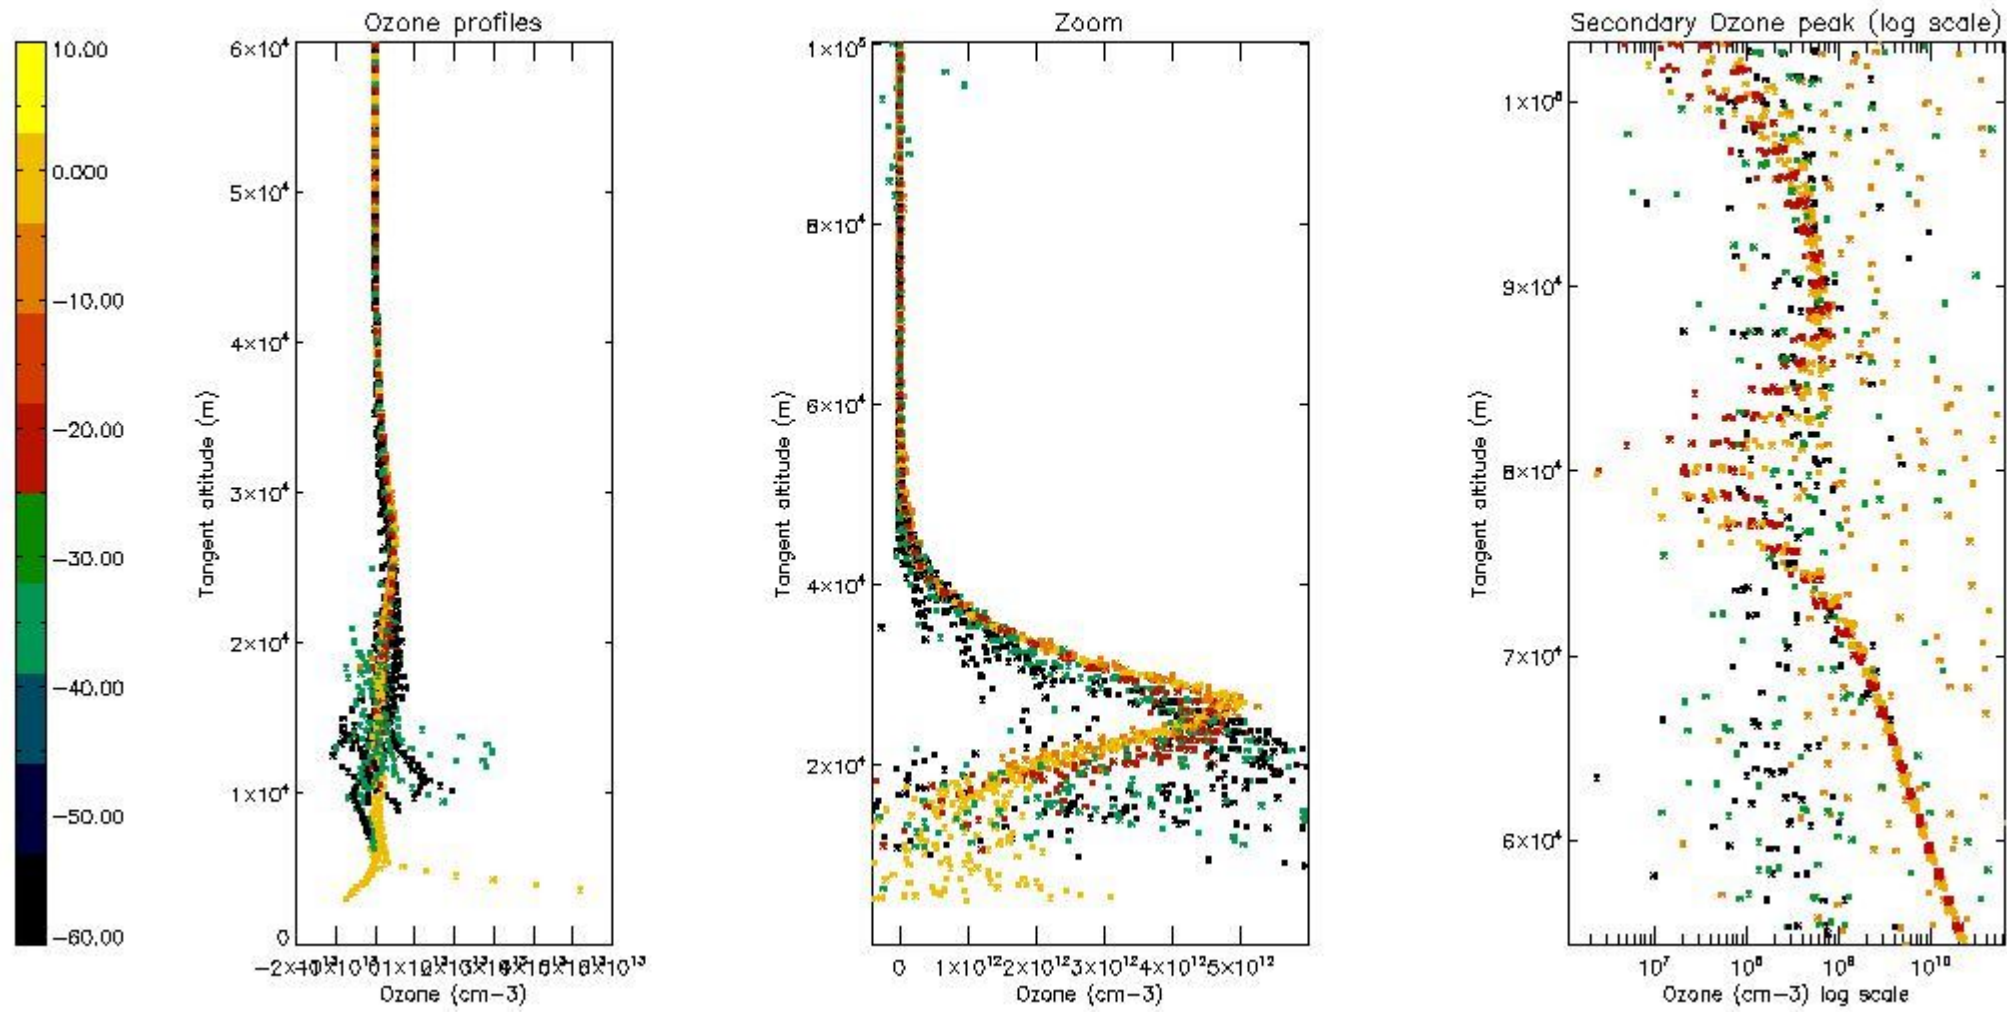 Ozone profiles
Zoom
Secondary Ozone peak (log scale)
10.00
0.000
−10.00
−20.00
−30.00
−40.00
−50.00
−60.00
6×10⁴
5×10⁴
4×10⁴
3×10⁴
2×10⁴
1×10⁴
0
Tangent altitude (m)
Ozone (cm−3)
1×10⁵
8×10⁴
6×10⁴
4×10⁴
2×10⁴
Tangent altitude (m)
0 1×10¹² 2×10¹² 3×10¹² 4×10¹² 5×10¹²
Ozone (cm−3)
1×10⁵
9×10⁴
8×10⁴
7×10⁴
6×10⁴
Tangent altitude (m)
10⁷ 10⁸ 10⁹ 10¹⁰
Ozone (cm−3) log scale